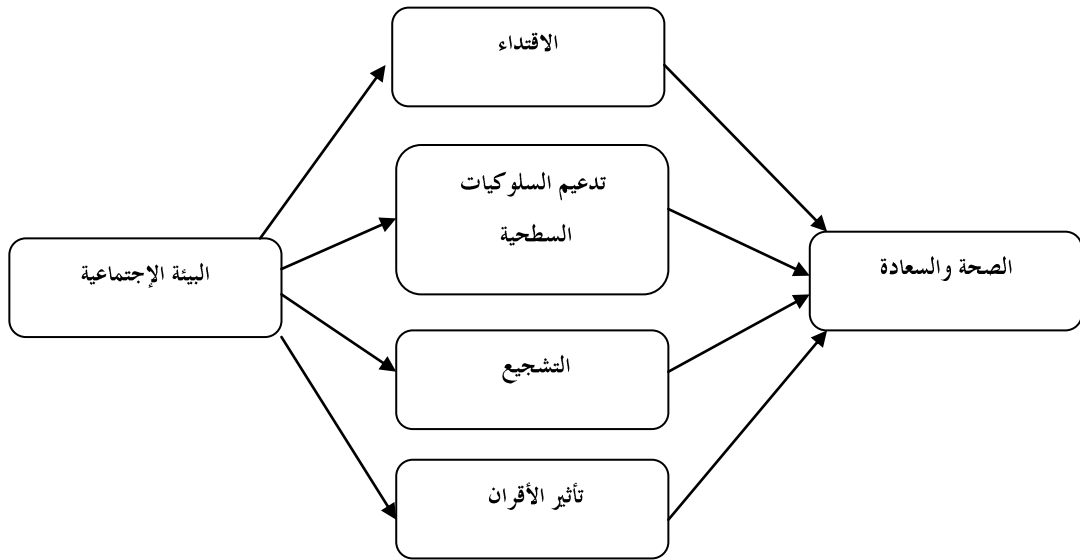 الاقتداء
تدعيم السلوكيات
السطحية
البيئة الإجتماعية
الصحة والسعادة
التشجيع
تأثير الأقران